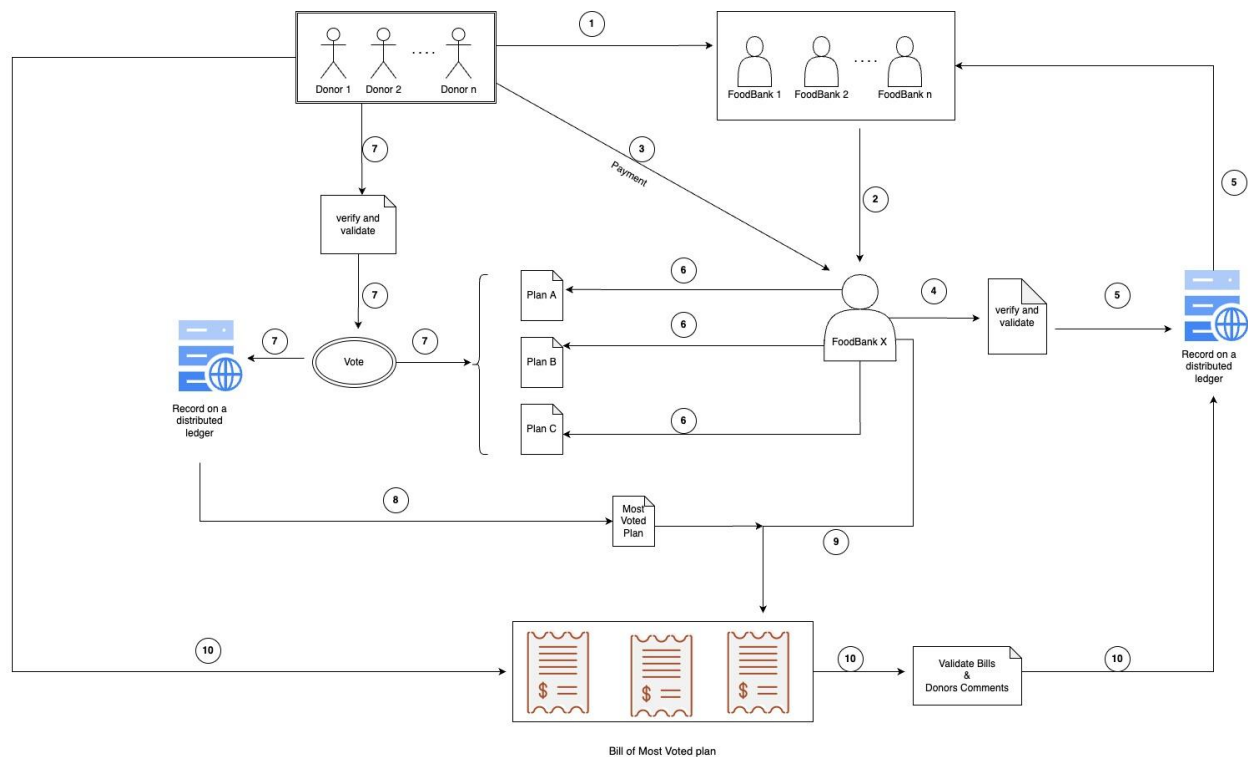 1
Donor 1
Donor 2
....
Donor n
FoodBank 1
FoodBank 2
....
FoodBank n
7
3
Payment
2
5
verify and
validate
6
4
5
7
Plan A
verify and
validate
7
Vote
7
6
Plan B
FoodBank X
Record on a
distributed
ledger
Record on a
distributed
ledger
6
Plan C
8
Most
Voted
Plan
9
10
$
$
$
10
Validate Bills
&
Donors Comments
10
Bill of Most Voted plan